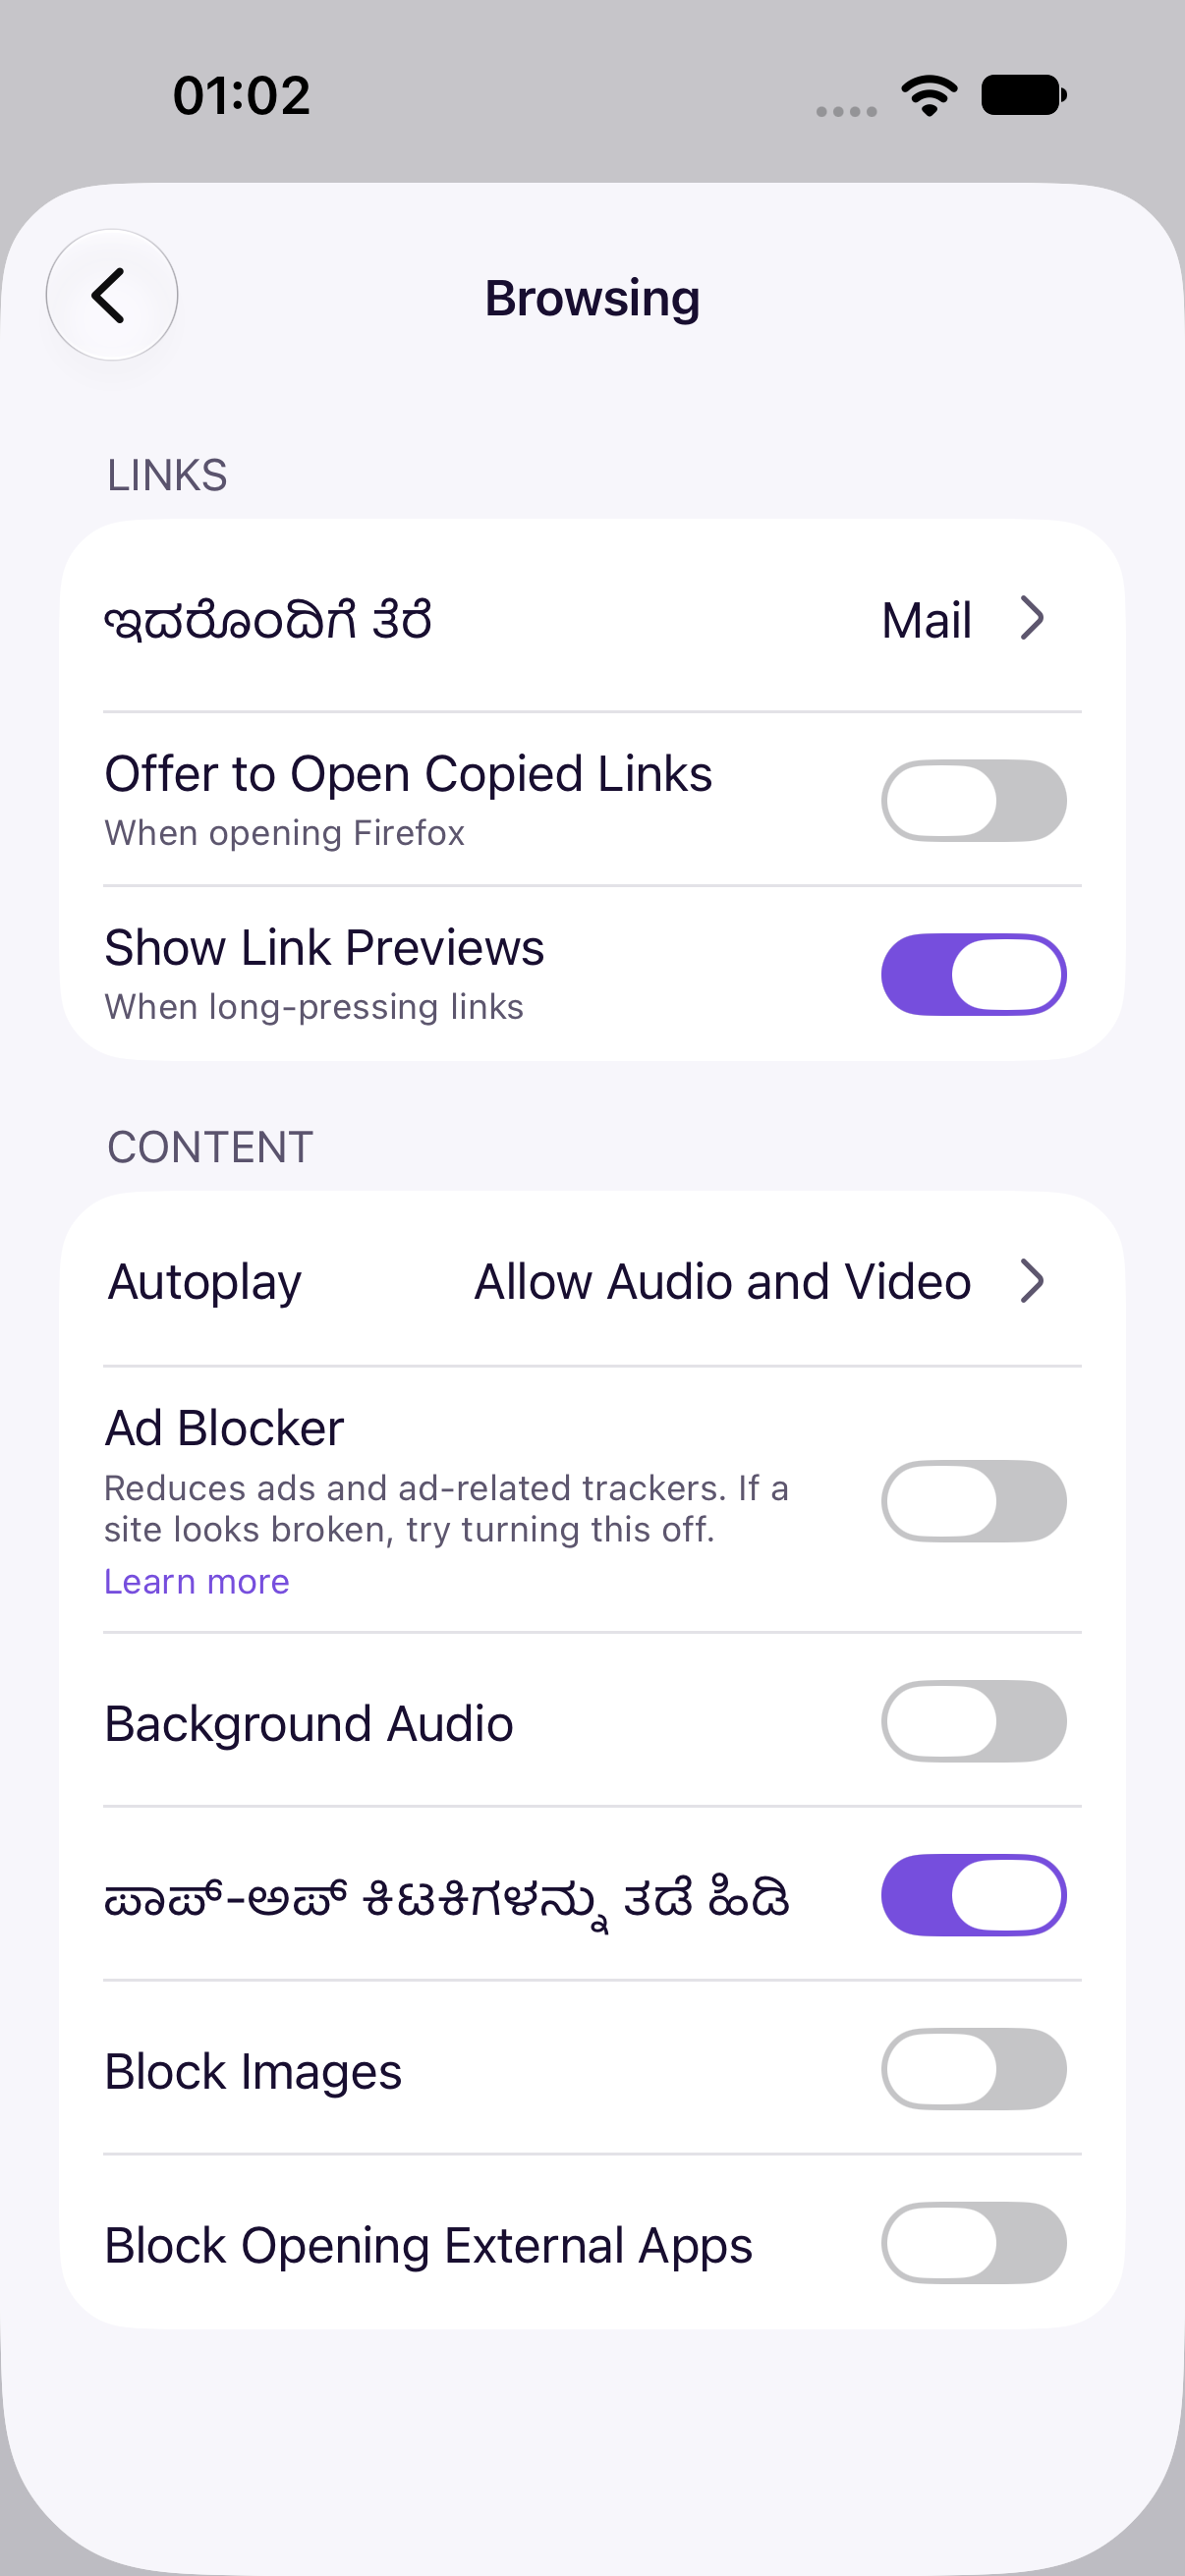 01:02
Browsing
LINKS
ಇದರೊಂದಿಗೆ ತೆರೆ Mail
Offer to Open Copied Links
When opening Firefox
Show Link Previews
When long-pressing links
CONTENT
Autoplay Allow Audio and Video
Ad Blocker
Reduces ads and ad-related trackers. If a
site looks broken, try turning this off.
Learn more
Background Audio
ಪಾಪ್-ಅಪ್ ಕಿಟಕಿಗಳನ್ನು ತಡೆ ಹಿಡಿ
Block Images
Block Opening External Apps